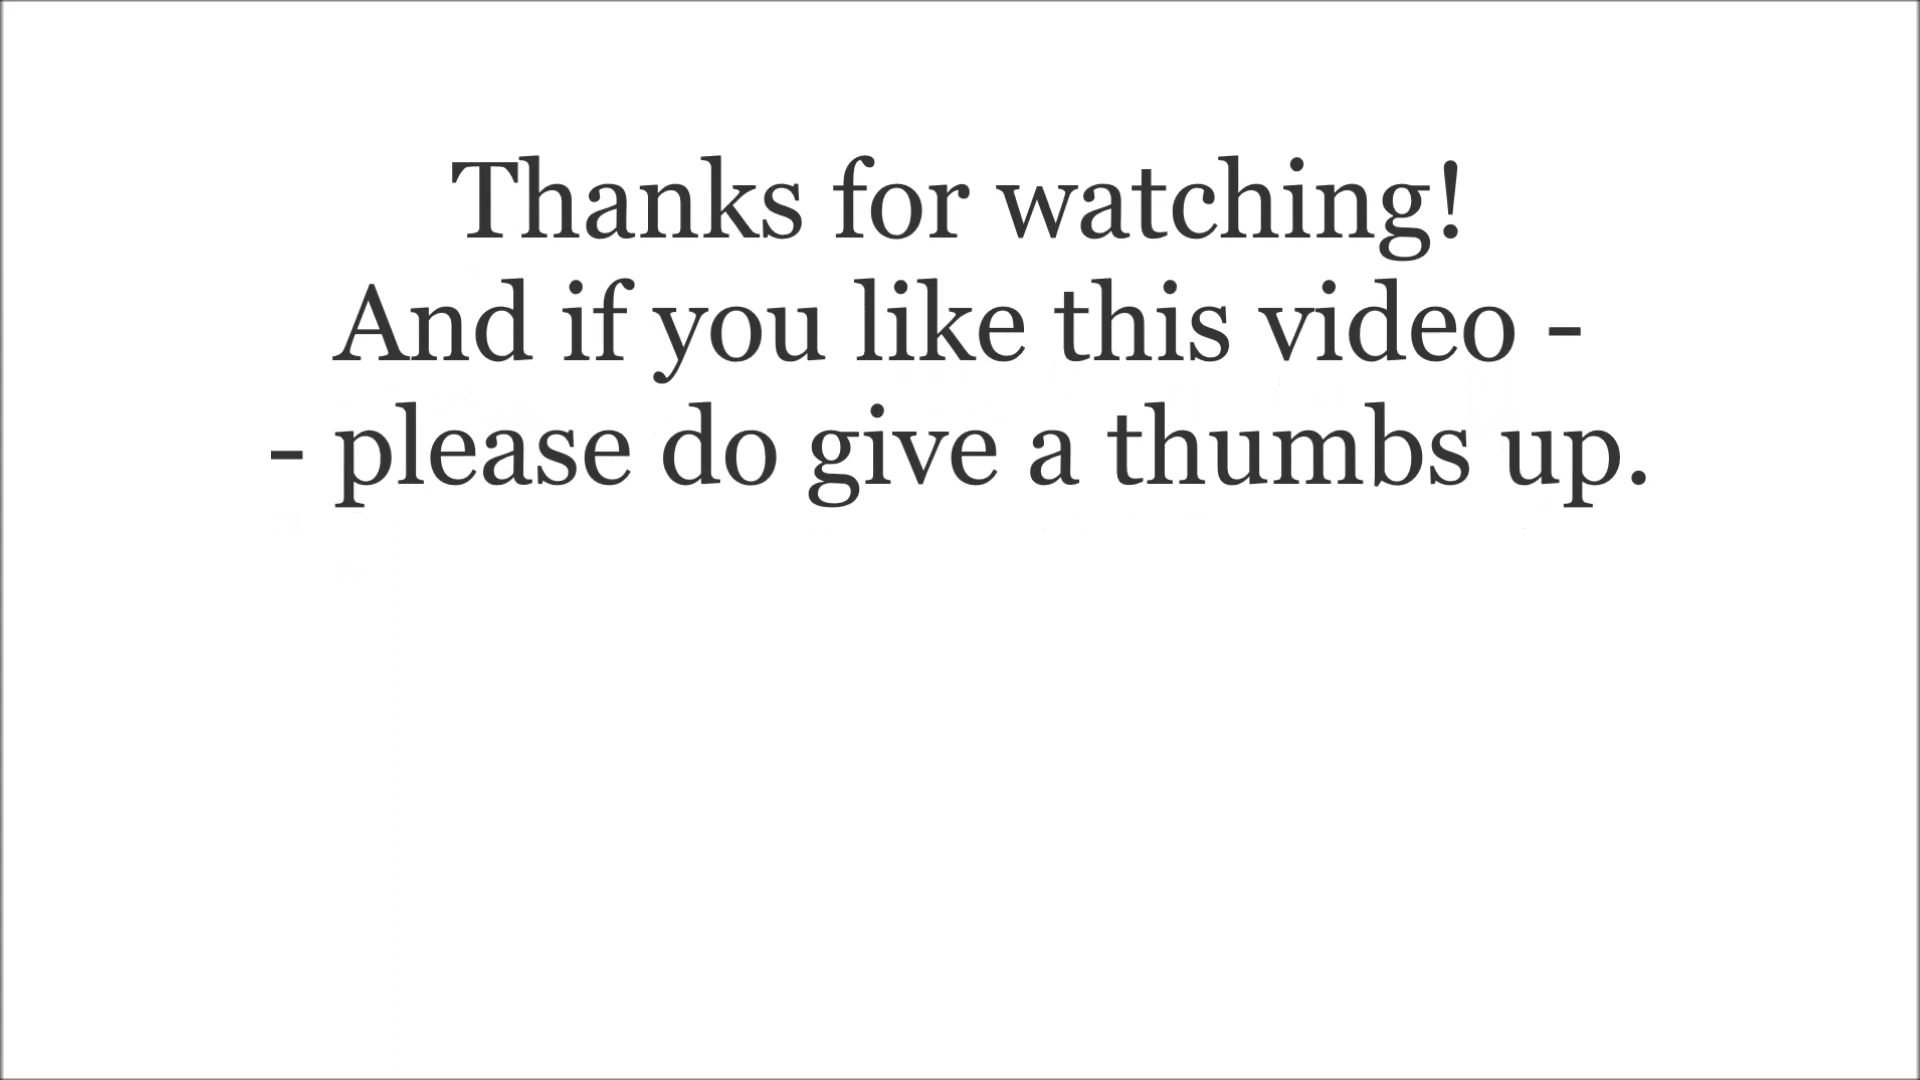 Thanks for watching!
And if you like this video -
- please do give a thumbs up.